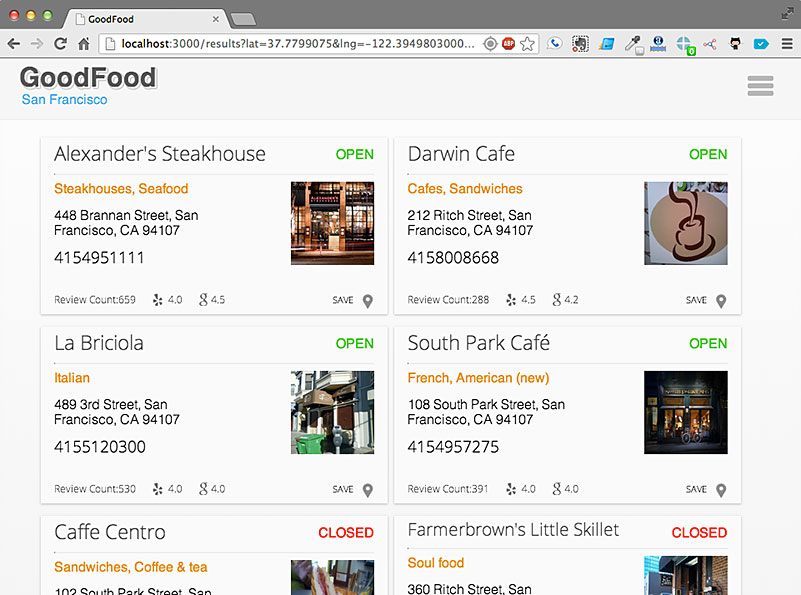 GoodFood
localhost:3000/results?lat=37.7799075&lng=-122.3949803000...
ABP
0
GoodFood
San Francisco
Alexander's Steakhouse OPEN
Steakhouses, Seafood
448 Brannan Street, San
Francisco, CA 94107
4154951111
Review Count:659 4.0 4.5 SAVE
Darwin Cafe OPEN
Cafes, Sandwiches
212 Ritch Street, San
Francisco, CA 94107
4158008668
Review Count:288 4.5 4.2 SAVE
La Briciola OPEN
Italian
489 3rd Street, San
Francisco, CA 94107
4155120300
Review Count:530 4.0 4.0 SAVE
South Park Café OPEN
French, American (new)
108 South Park Street, San
Francisco, CA 94107
4154957275
Review Count:391 4.0 4.0 SAVE
Caffe Centro CLOSED
Sandwiches, Coffee & tea
102 South Park Street, San
Farmerbrown's Little Skillet CLOSED
Soul food
360 Ritch Street, San